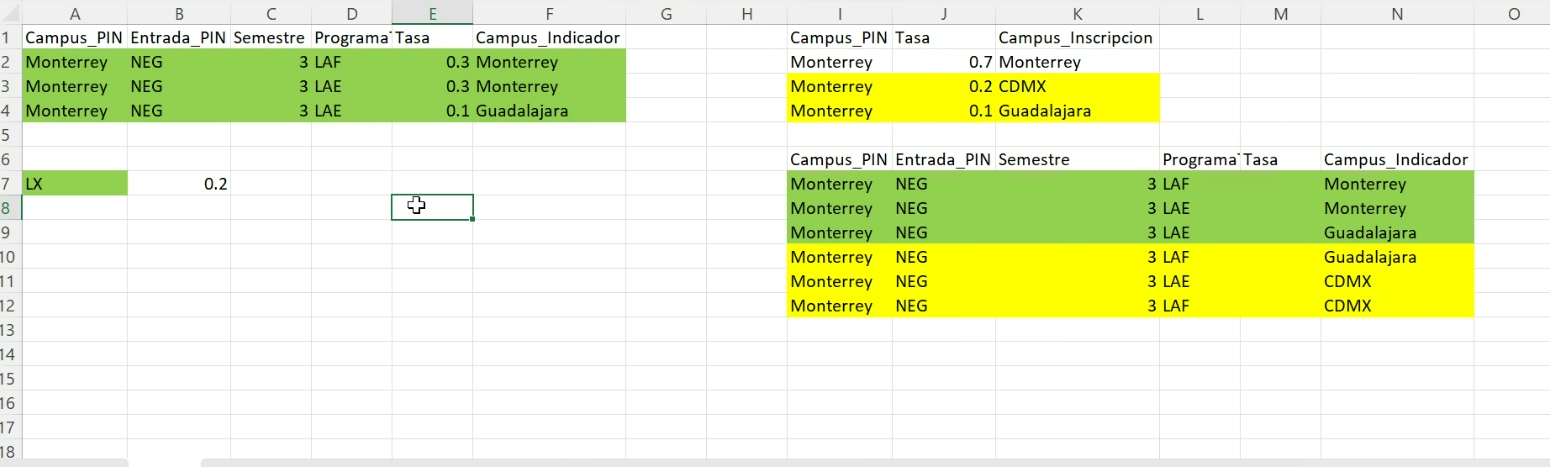 A B C D E F G H I J K L M N O
1 Campus_PIN Entrada_PIN Semestre Programa Tasa Campus_Indicador Campus_PIN Tasa Campus_Inscripcion
2 Monterrey NEG 3 LAF 0.3 Monterrey Monterrey 0.7 Monterrey
3 Monterrey NEG 3 LAE 0.3 Monterrey Monterrey 0.2 CDMX
4 Monterrey NEG 3 LAE 0.1 Guadalajara Monterrey 0.1 Guadalajara
5
6 Campus_PIN Entrada_PIN Semestre Programa Tasa Campus_Indicador
7 LX 0.2 Monterrey NEG 3 LAF Monterrey
8 Monterrey NEG 3 LAE Monterrey
9 Monterrey NEG 3 LAE Guadalajara
10 Monterrey NEG 3 LAF Guadalajara
11 Monterrey NEG 3 LAE CDMX
12 Monterrey NEG 3 LAF CDMX
13
14
15
16
17
18